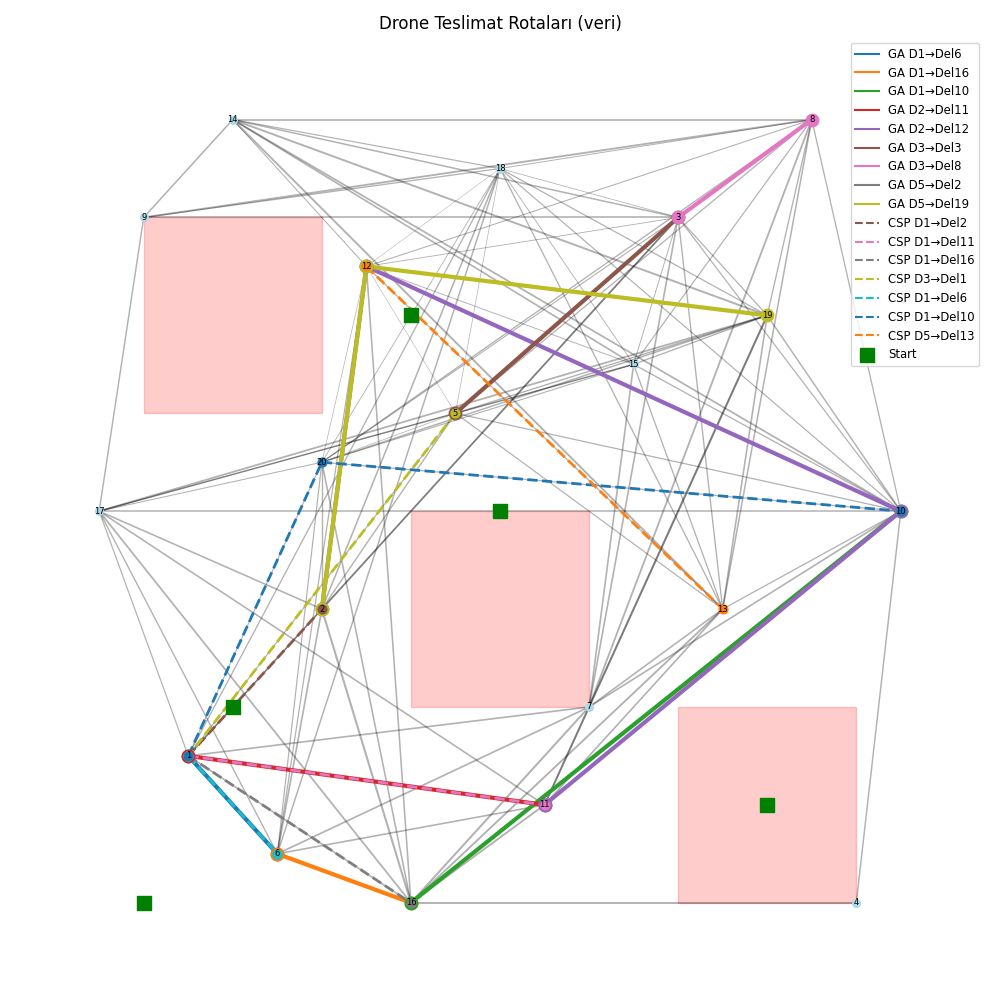 Drone Teslimat Rotaları (veri)
GA D1→Del6
GA D1→Del16
GA D1→Del10
GA D2→Del11
GA D2→Del12
GA D3→Del3
GA D3→Del8
GA D5→Del2
GA D5→Del19
CSP D1→Del2
CSP D1→Del11
CSP D1→Del16
CSP D3→Del1
CSP D1→Del6
CSP D1→Del10
CSP D5→Del13
Start
14
8
18
9
3
12
19
15
5
20
17
10
2
13
7
1
11
6
16
4